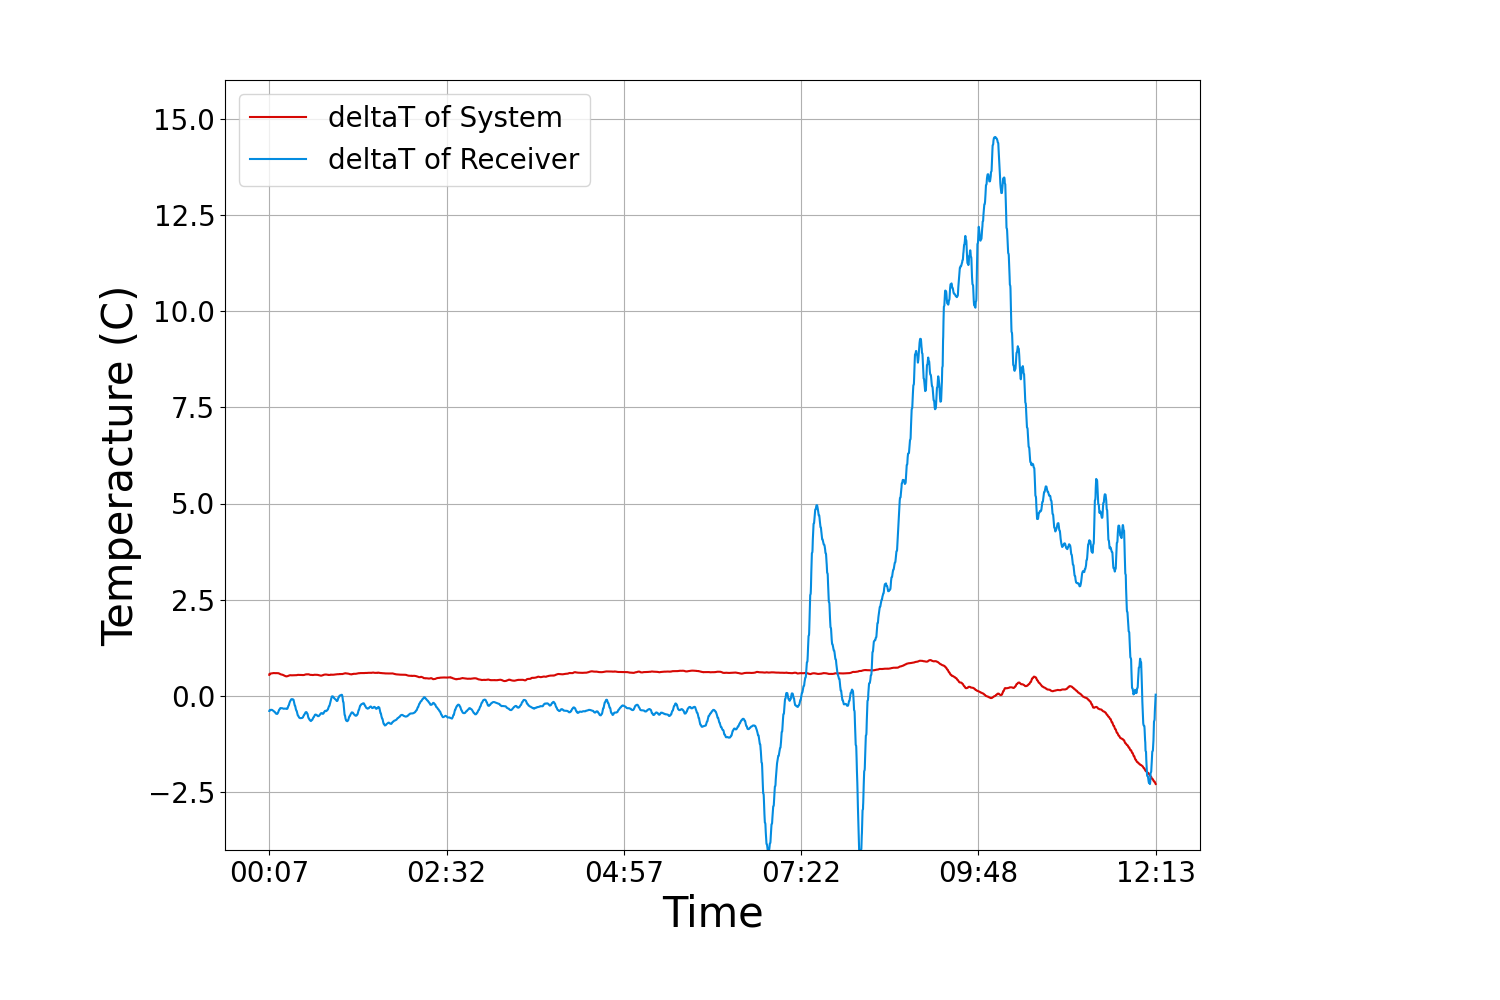 deltaT of System
deltaT of Receiver
15.0
12.5
10.0
7.5
5.0
2.5
0.0
−2.5
Temperacture (C)
00:07 02:32 04:57 07:22 09:48 12:13
Time